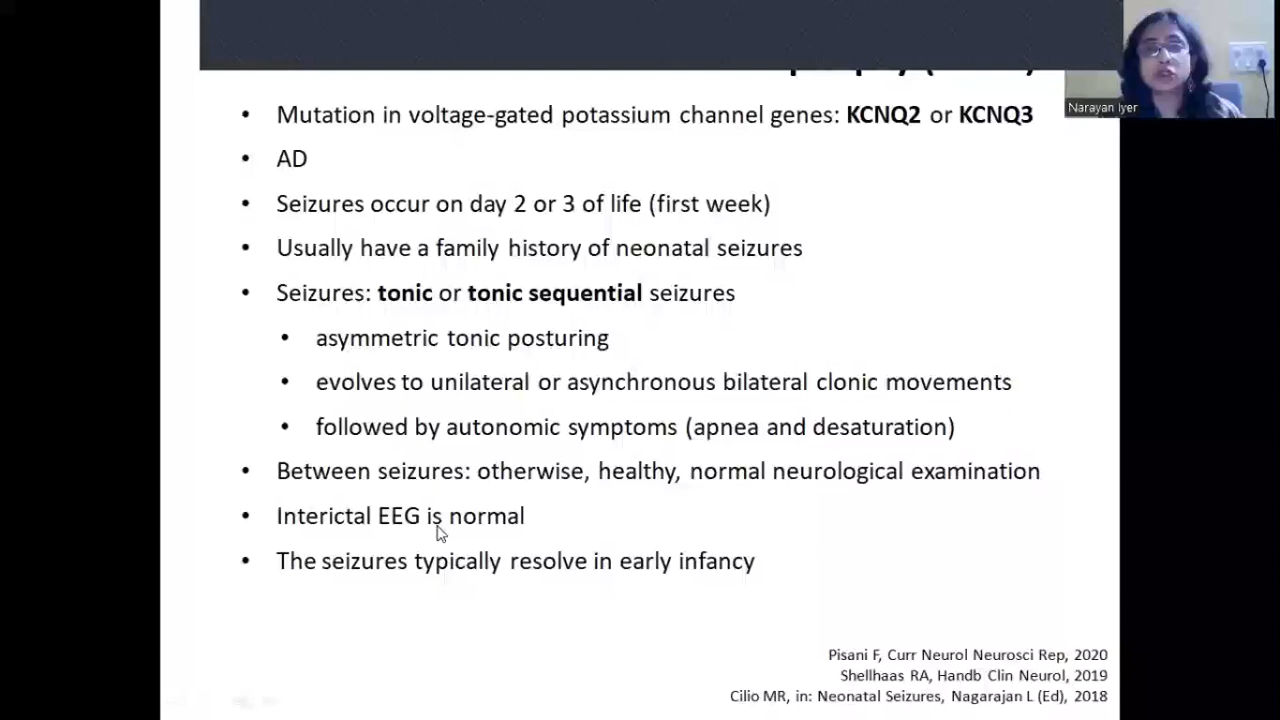 Narayan Iyer
• Mutation in voltage-gated potassium channel genes: KCNQ2 or KCNQ3
• AD
• Seizures occur on day 2 or 3 of life (first week)
• Usually have a family history of neonatal seizures
• Seizures: tonic or tonic sequential seizures
• asymmetric tonic posturing
• evolves to unilateral or asynchronous bilateral clonic movements
• followed by autonomic symptoms (apnea and desaturation)
• Between seizures: otherwise, healthy, normal neurological examination
• Interictal EEG is normal
• The seizures typically resolve in early infancy
Pisani F, Curr Neurol Neurosci Rep, 2020
Shellhaas RA, Handb Clin Neurol, 2019
Cilio MR, in: Neonatal Seizures, Nagarajan L (Ed), 2018